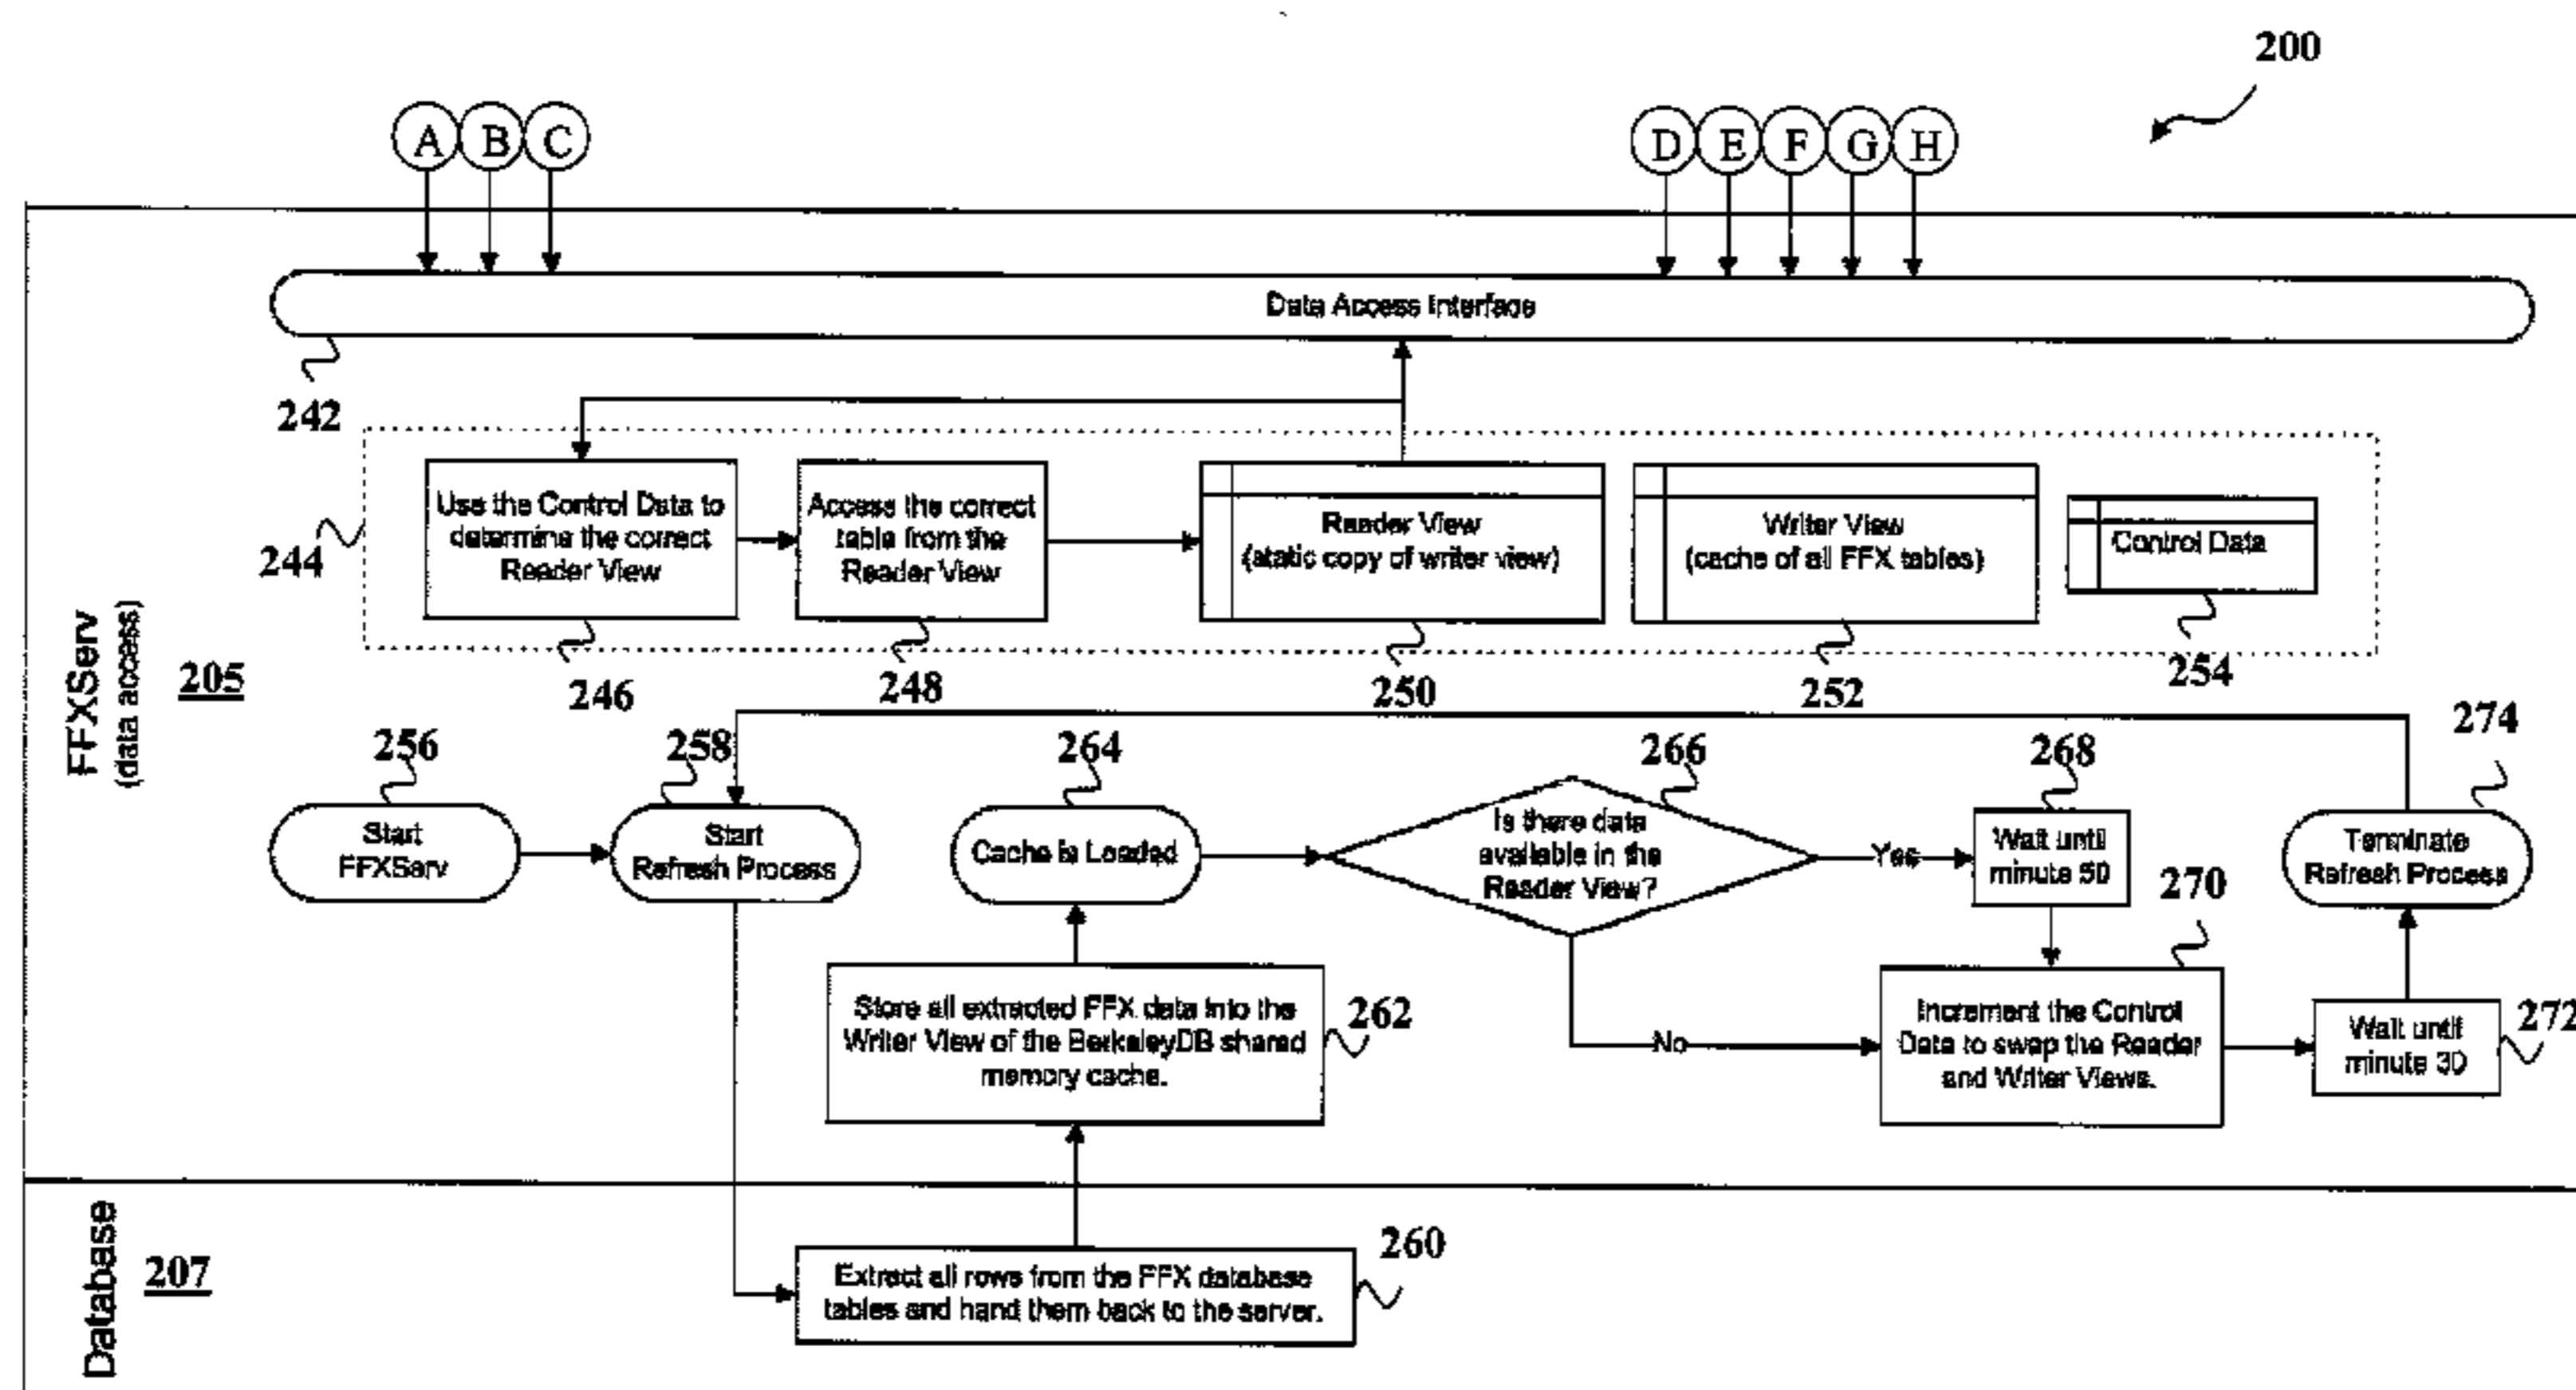 200
A B C
D E F G H
Data Access Interface
242
244
Use the Control Data to
determine the correct
Reader View
Access the correct
table from the
Reader View
Reader View
(static copy of writer view)
Writer View
(cache of all FFX tables)
Control Data
246
248
250
252
254
FFXServ
(data access)
205
256
258
264
266
268
274
Start
FFXServ
Start
Refresh Process
Cache is Loaded
Is there data
available in the
Reader View?
Yes
Wait until
minute 50
Terminate
Refresh Process
270
Store all extracted FFX data into the
Writer View of the BerkeleyDB shared
memory cache.
262
No
Increment the Control
Data to swap the Reader
and Writer Views.
Wait until
minute 30
272
Database
207
Extract all rows from the FFX database
tables and hand them back to the server.
260